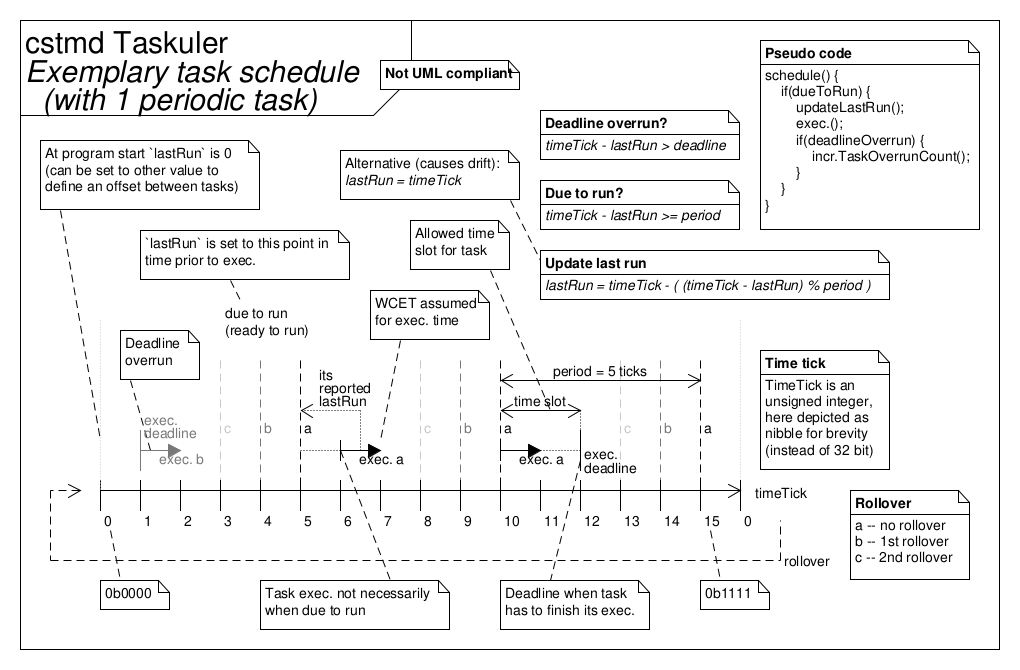 cstmd Taskuler
Exemplary task schedule
(with 1 periodic task)
Not UML compliant
Pseudo code
schedule() {
if(dueToRun) {
updateLastRun();
exec.();
if(deadlineOverrun) {
incr.TaskOverrunCount();
}
}
}
Deadline overrun?
timeTick - lastRun > deadline
At program start `lastRun` is 0
(can be set to other value to
define an offset between tasks)
Alternative (causes drift):
lastRun = timeTick
Due to run?
timeTick - lastRun >= period
`lastRun` is set to this point in
time prior to exec.
Allowed time
slot for task
Update last run
lastRun = timeTick - ( (timeTick - lastRun) % period )
due to run
(ready to run)
WCET assumed
for exec. time
Deadline
overrun
its
reported
lastRun
period = 5 ticks
time slot
Time tick
TimeTick is an
unsigned integer,
here depicted as
nibble for brevity
(instead of 32 bit)
exec.
deadline
c b a c b a c b a
exec. b
exec. a
exec. a
exec.
deadline
timeTick
0 1 2 3 4 5 6 7 8 9 10 11 12 13 14 15 0
rollover
Rollover
a -- no rollover
b -- 1st rollover
c -- 2nd rollover
0b0000
Task exec. not necessarily
when due to run
Deadline when task
has to finish its exec.
0b1111